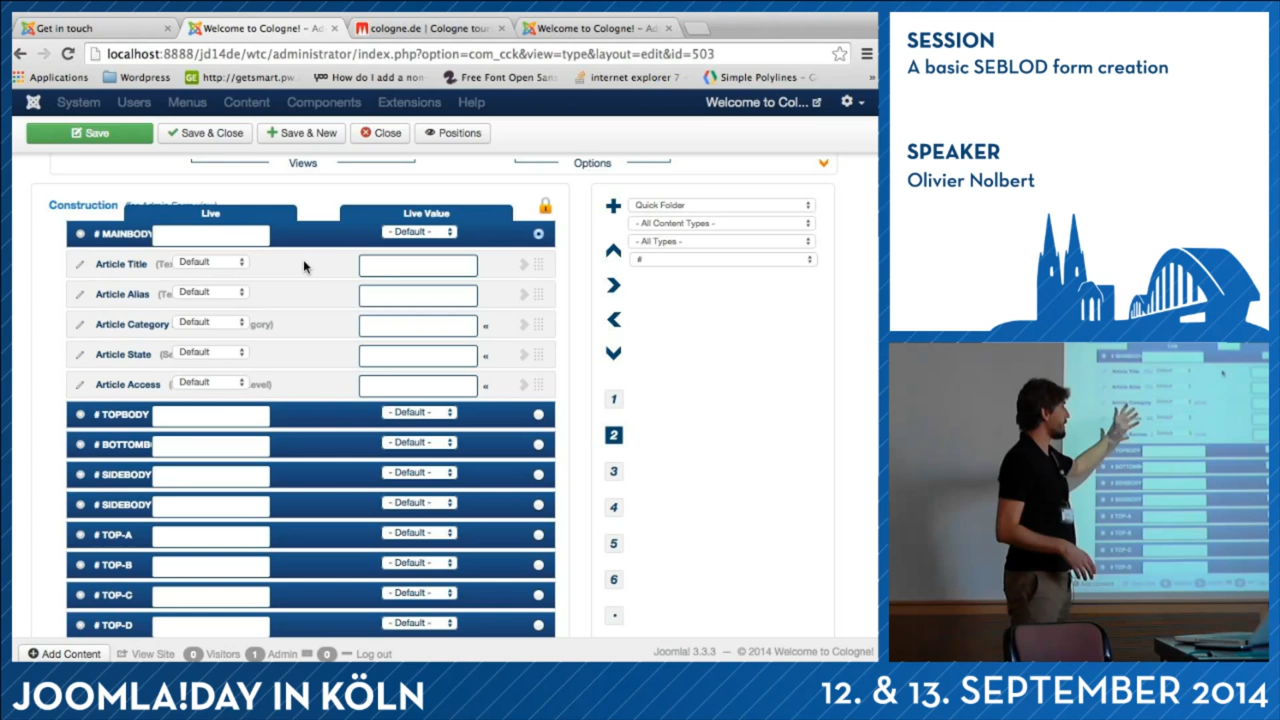 Get in touch
Welcome to Cologne! - Ad
cologne.de | Cologne tour
Welcome to Cologne! - Ad
localhost:8888/jd14de/wtc/administrator/index.php?option=com_cck&view=type&layout=edit&id=503
Applications
Wordpress
GE http://getsmart.pw
How do I add a non
Free Font Open Sans
internet explorer 7
Simple Polylines - G
System Users Menus Content Components Extensions Help
Welcome to Col...
Save
Save & Close
Save & New
Close
Positions
Views
Options
Construction
Live
Live Value
# MAINBODY
- Default -
Article Title
Default
Article Alias
Default
Article Category
Default
gory)
«
Article State
Default
«
Article Access
Default
evel)
«
# TOPBODY
- Default -
# BOTTOMB
- Default -
# SIDEBODY
- Default -
# SIDEBODY
- Default -
# TOP-A
- Default -
# TOP-B
- Default -
# TOP-C
- Default -
# TOP-D
- Default -
Quick Folder
- All Content Types -
- All Types -
#
1
2
3
4
5
6
Add Content
View Site
0 Visitors
1 Admin
0
Log out
Joomla! 3.3.3 — © 2014 Welcome to Cologne!
SESSION
A basic SEBLOD form creation
SPEAKER
Olivier Nolbert
JOOMLA!DAY IN KÖLN
12. & 13. SEPTEMBER 2014